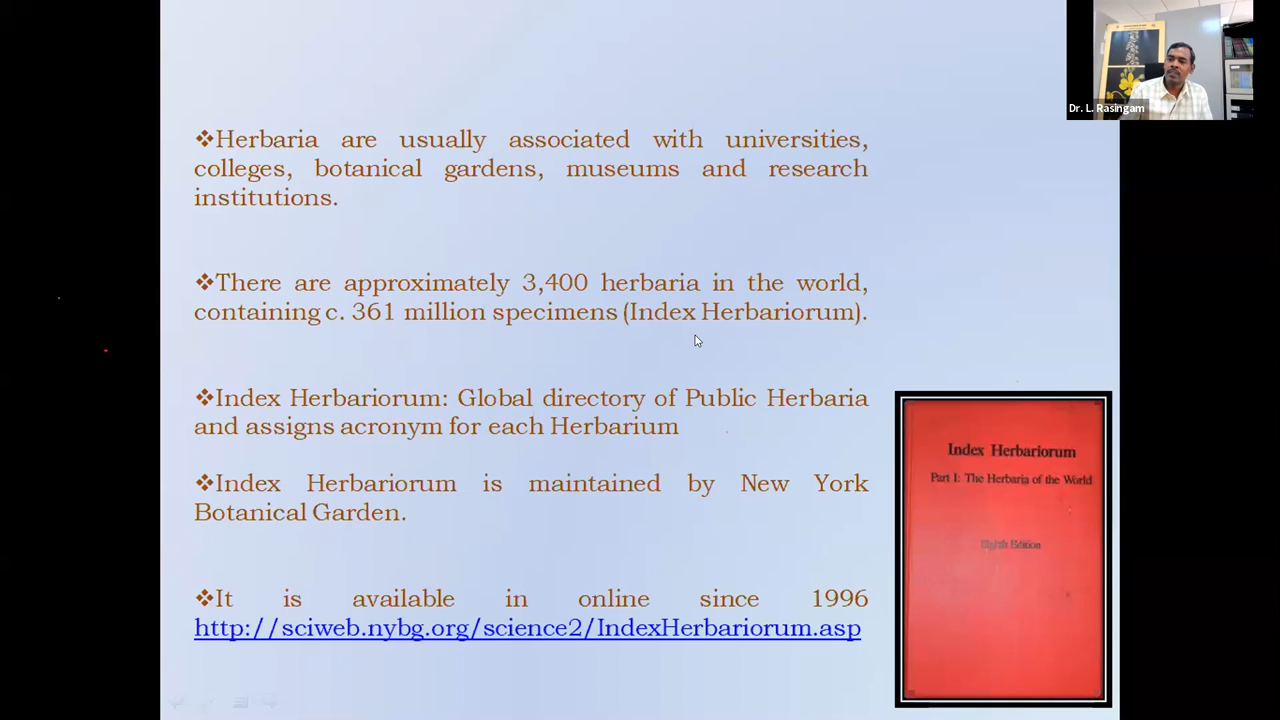 Dr. L. Rasingam
❖Herbaria are usually associated with universities,
colleges, botanical gardens, museums and research
institutions.
❖There are approximately 3,400 herbaria in the world,
containing c. 361 million specimens (Index Herbariorum).
❖Index Herbariorum: Global directory of Public Herbaria
and assigns acronym for each Herbarium
❖Index Herbariorum is maintained by New York
Botanical Garden.
❖It is available in online since 1996
http://sciweb.nybg.org/science2/IndexHerbariorum.asp
Index Herbariorum
Part I: The Herbaria of the World
Eighth Edition